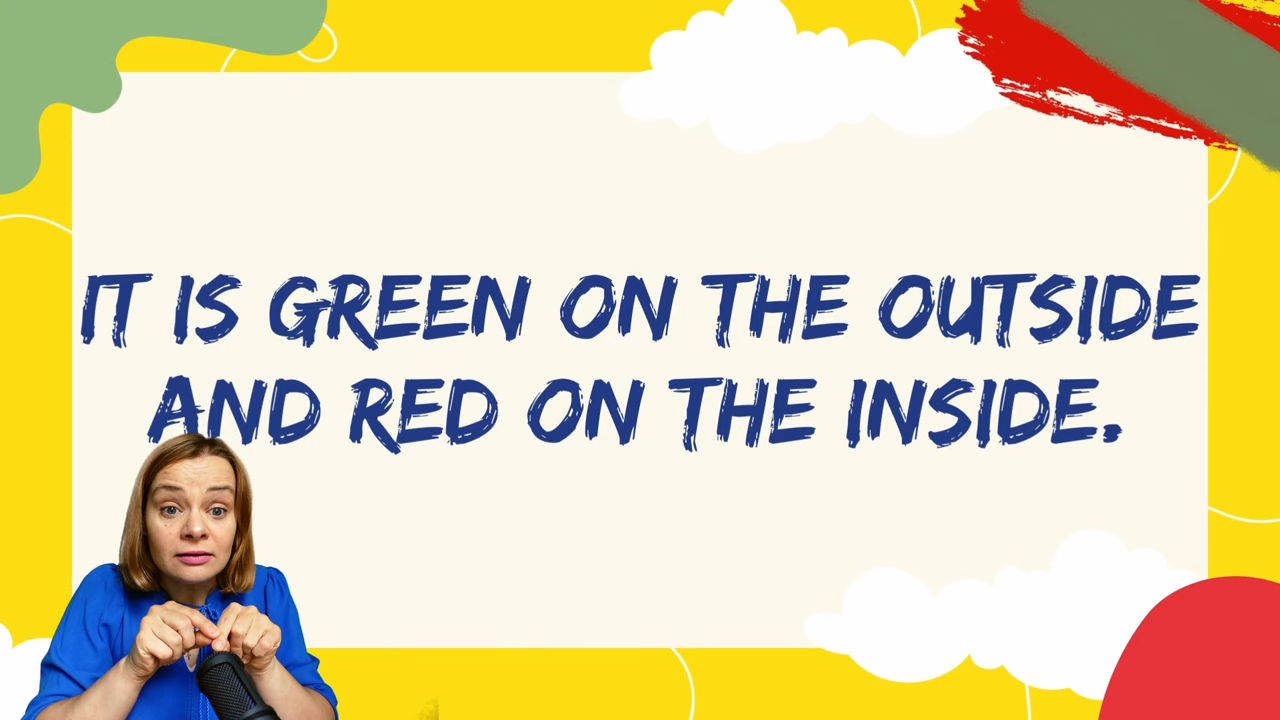 IT IS GREEN ON THE OUTSIDE
AND RED ON THE INSIDE.